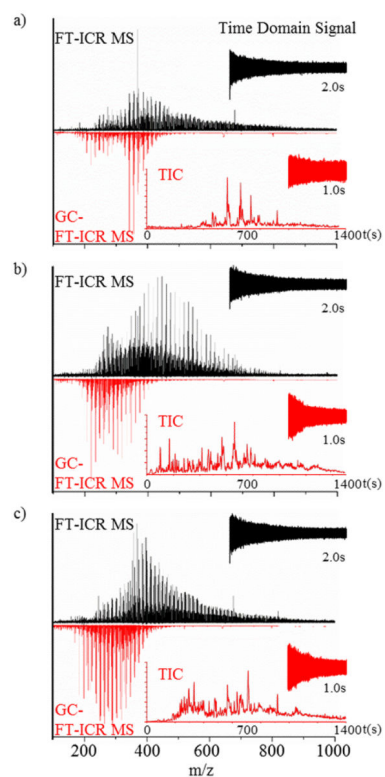 a)
FT-ICR MS
Time Domain Signal
2.0s
TIC
1.0s
GC-
FT-ICR MS
0
700
1400t(s)
b)
FT-ICR MS
2.0s
TIC
1.0s
GC-
FT-ICR MS
0
700
1400t(s)
c)
FT-ICR MS
2.0s
TIC
1.0s
GC-
FT-ICR MS
0
700
1400t(s)
200 400 600 800 1000
m/z